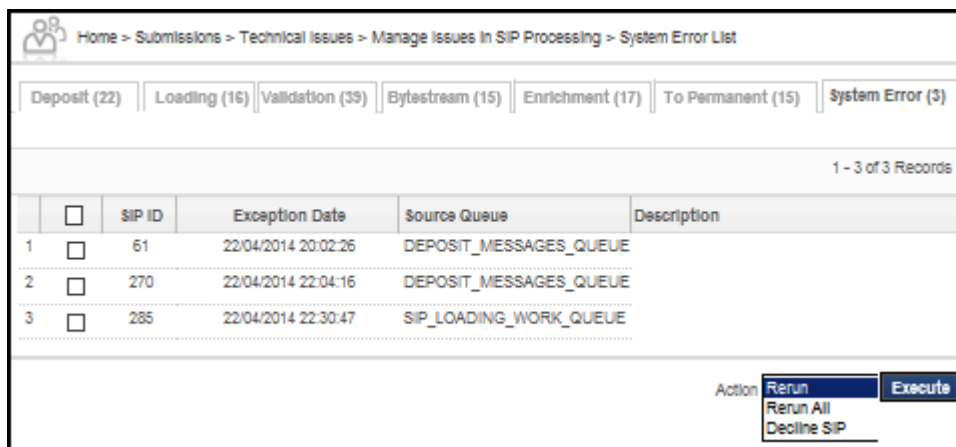 Home > Submissions > Technical Issues > Manage Issues in SIP Processing > System Error List
Deposit (22) Loading (16) Validation (39) Bytestream (15) Enrichment (17) To Permanent (15) System Error (3)
1 - 3 of 3 Records
SIP ID Exception Date Source Queue Description
1 61 22/04/2014 20:02:26 DEPOSIT_MESSAGES_QUEUE
2 270 22/04/2014 22:04:16 DEPOSIT_MESSAGES_QUEUE
3 285 22/04/2014 22:30:47 SIP_LOADING_WORK_QUEUE
Action Rerun Execute
Rerun All
Decline SIP